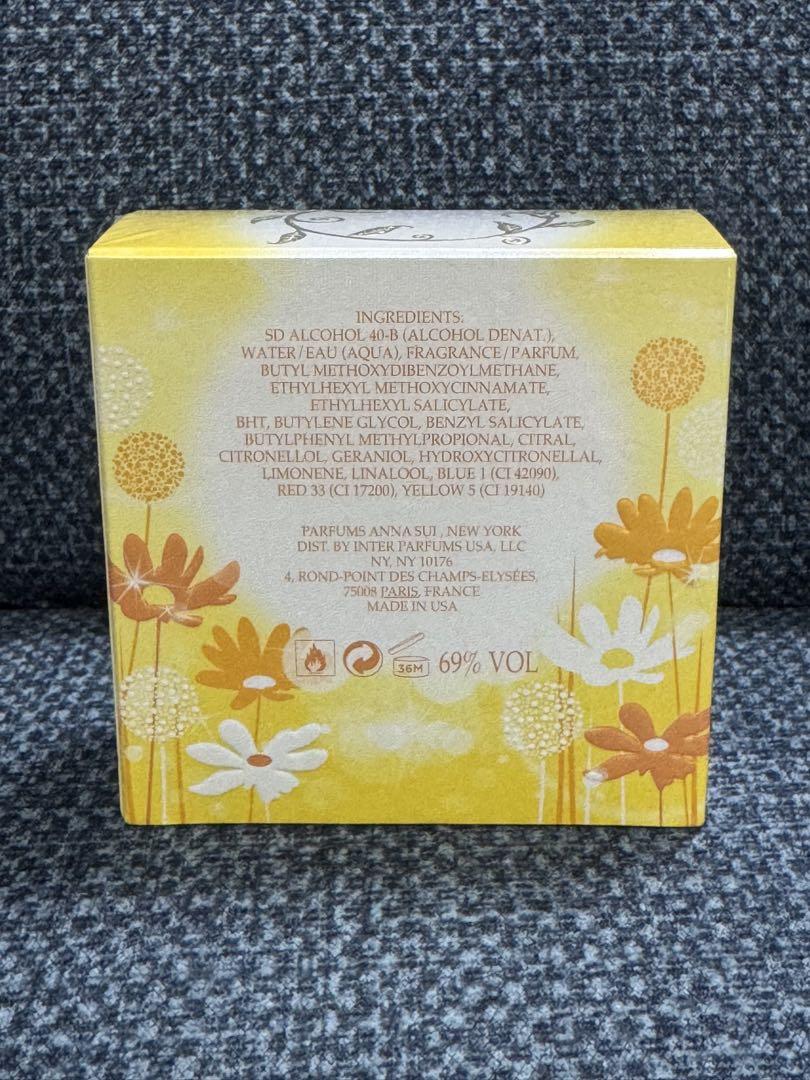 INGREDIENTS:
SD ALCOHOL 40-B (ALCOHOL DENAT.),
WATER/EAU (AQUA), FRAGRANCE/PARFUM,
BUTYL METHOXYDIBENZOYLMETHANE,
ETHYLHEXYL METHOXYCINNAMATE,
ETHYLHEXYL SALICYLATE,
BHT, BUTYLENE GLYCOL, BENZYL SALICYLATE,
BUTYLPHENYL METHYLPROPIONAL, CITRAL,
CITRONELLOL, GERANIOL, HYDROXYCITRONELLAL,
LIMONENE, LINALOOL, BLUE 1 (CI 42090),
RED 33 (CI 17200), YELLOW 5 (CI 19140)
PARFUMS ANNA SUI, NEW YORK
DIST. BY INTER PARFUMS USA, LLC
NY, NY 10176
4, ROND-POINT DES CHAMPS-ELYSÉES,
75008 PARIS, FRANCE
MADE IN USA
36M 69% VOL